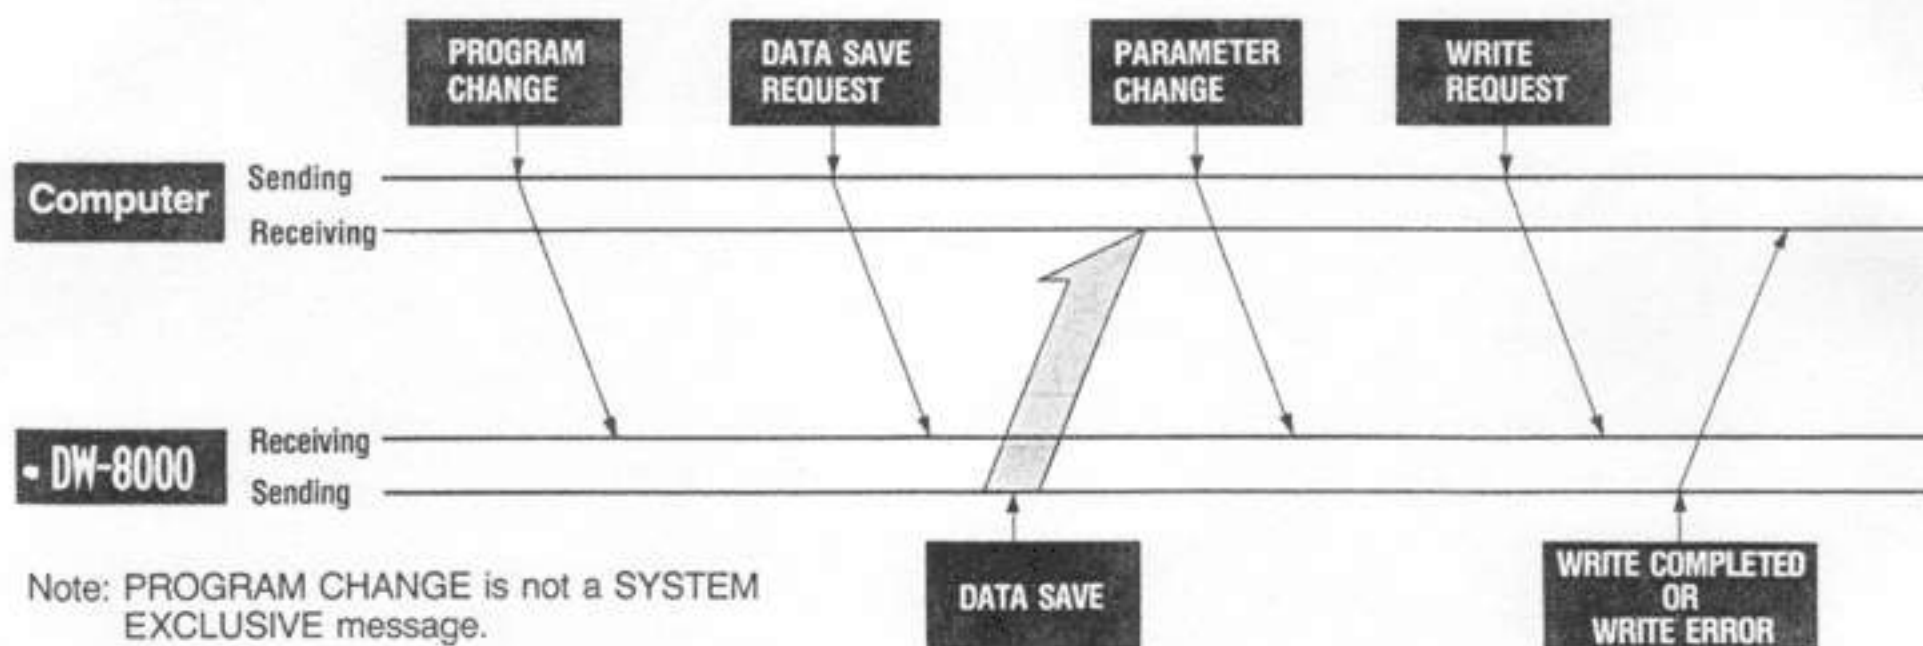 PROGRAM
CHANGE
DATA SAVE
REQUEST
PARAMETER
CHANGE
WRITE
REQUEST
Computer
Sending
Receiving
- DW-8000
Receiving
Sending
DATA SAVE
WRITE COMPLETED
OR
WRITE ERROR
Note: PROGRAM CHANGE is not a SYSTEM
EXCLUSIVE message.